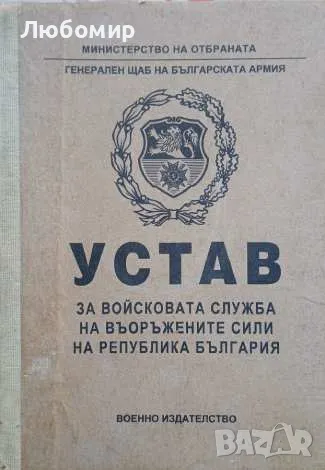 Любомир
МИНИСТЕРСТВО НА ОТБРАНАТА
ГЕНЕРАЛЕН ЩАБ НА БЪЛГАРСКАТА АРМИЯ
УСТАВ
ЗА ВОЙСКОВАТА СЛУЖБА
НА ВЪОРЪЖЕНИТЕ СИЛИ
НА РЕПУБЛИКА БЪЛГАРИЯ
ВОЕННО ИЗДАТЕЛСТВО
BAZAR